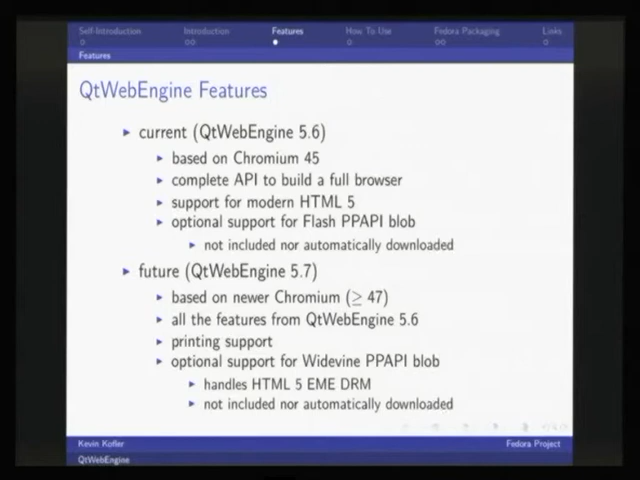 Self-Introduction Introduction Features How To Use Fedora Packaging Links
Features
QtWebEngine Features
current (QtWebEngine 5.6)
based on Chromium 45
complete API to build a full browser
support for modern HTML 5
optional support for Flash PPAPI blob
not included nor automatically downloaded
future (QtWebEngine 5.7)
based on newer Chromium (≥ 47)
all the features from QtWebEngine 5.6
printing support
optional support for Widevine PPAPI blob
handles HTML 5 EME DRM
not included nor automatically downloaded
Kevin Kofler Fedora Project
QtWebEngine